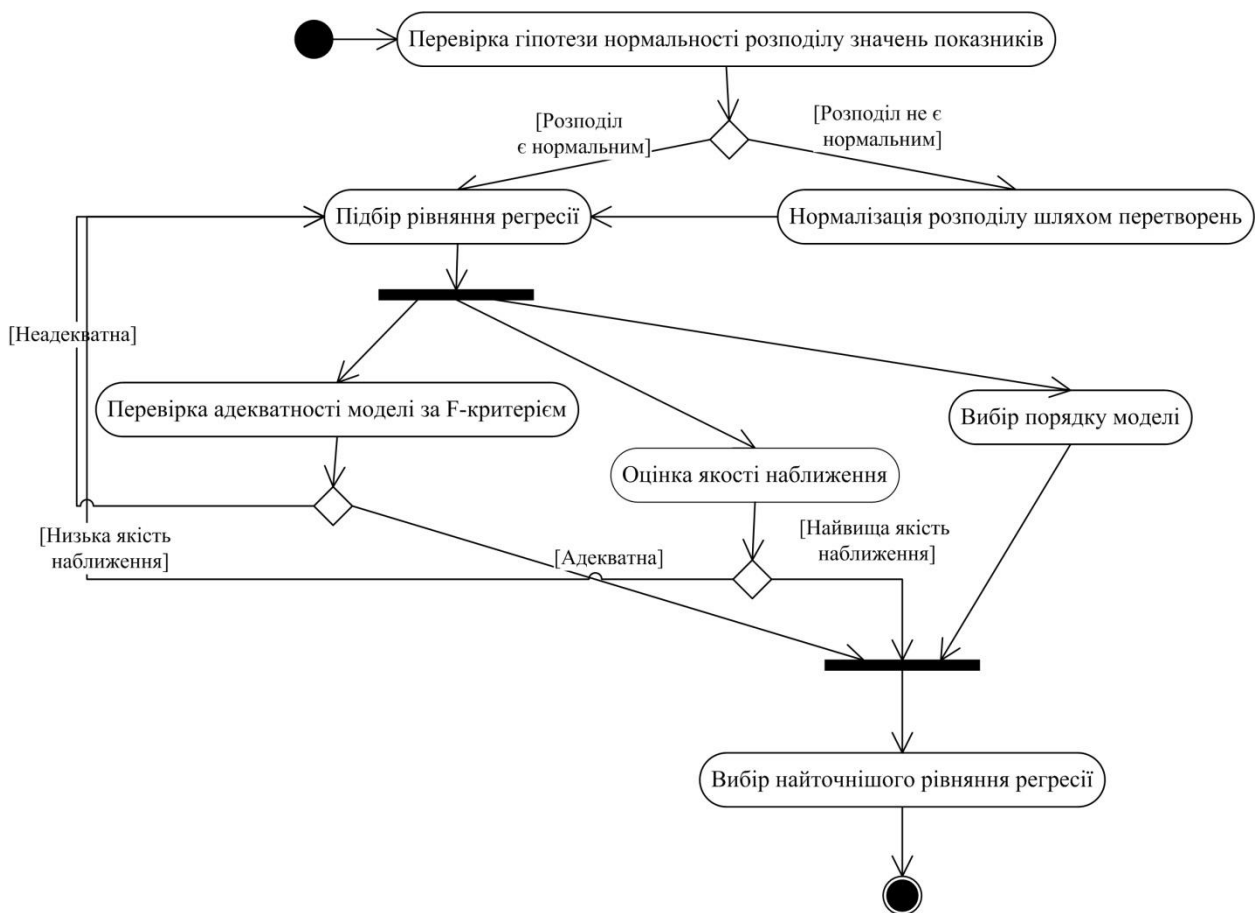 Перевірка гіпотези нормальності розподілу значень показників
[Розподіл
є нормальним]
[Розподіл не є
нормальним]
Підбір рівняння регресії
Нормалізація розподілу шляхом перетворень
[Неадекватна]
Перевірка адекватності моделі за F-критерієм
Вибір порядку моделі
Оцінка якості наближення
[Низька якість
наближення]
[Адекватна]
[Найвища якість
наближення]
Вибір найточнішого рівняння регресії